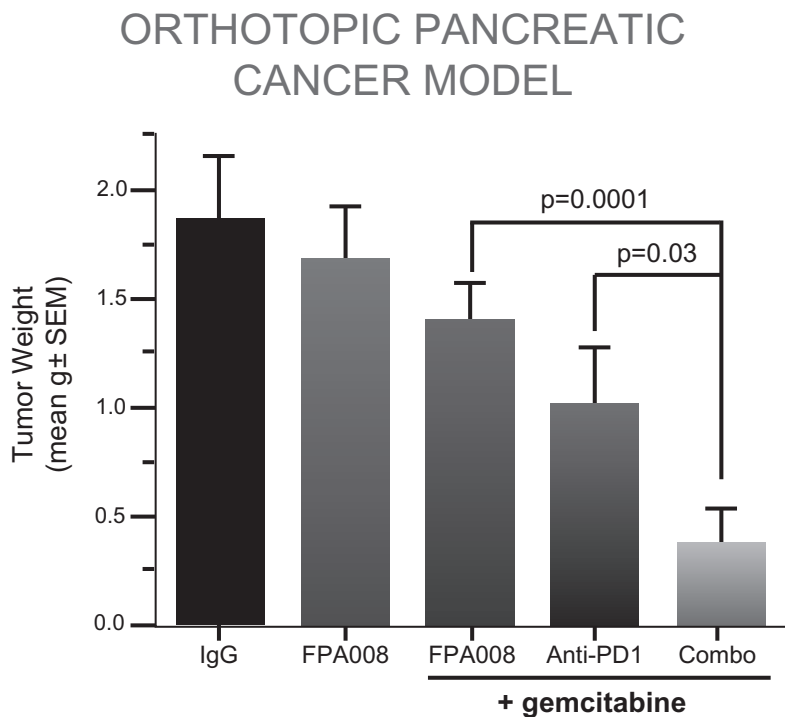 ORTHOTOPIC PANCREATIC
CANCER MODEL
Tumor Weight
(mean g± SEM)
2.0
1.5
1.0
0.5
0.0
p=0.0001
p=0.03
IgG
FPA008
FPA008
Anti-PD1
Combo
+ gemcitabine